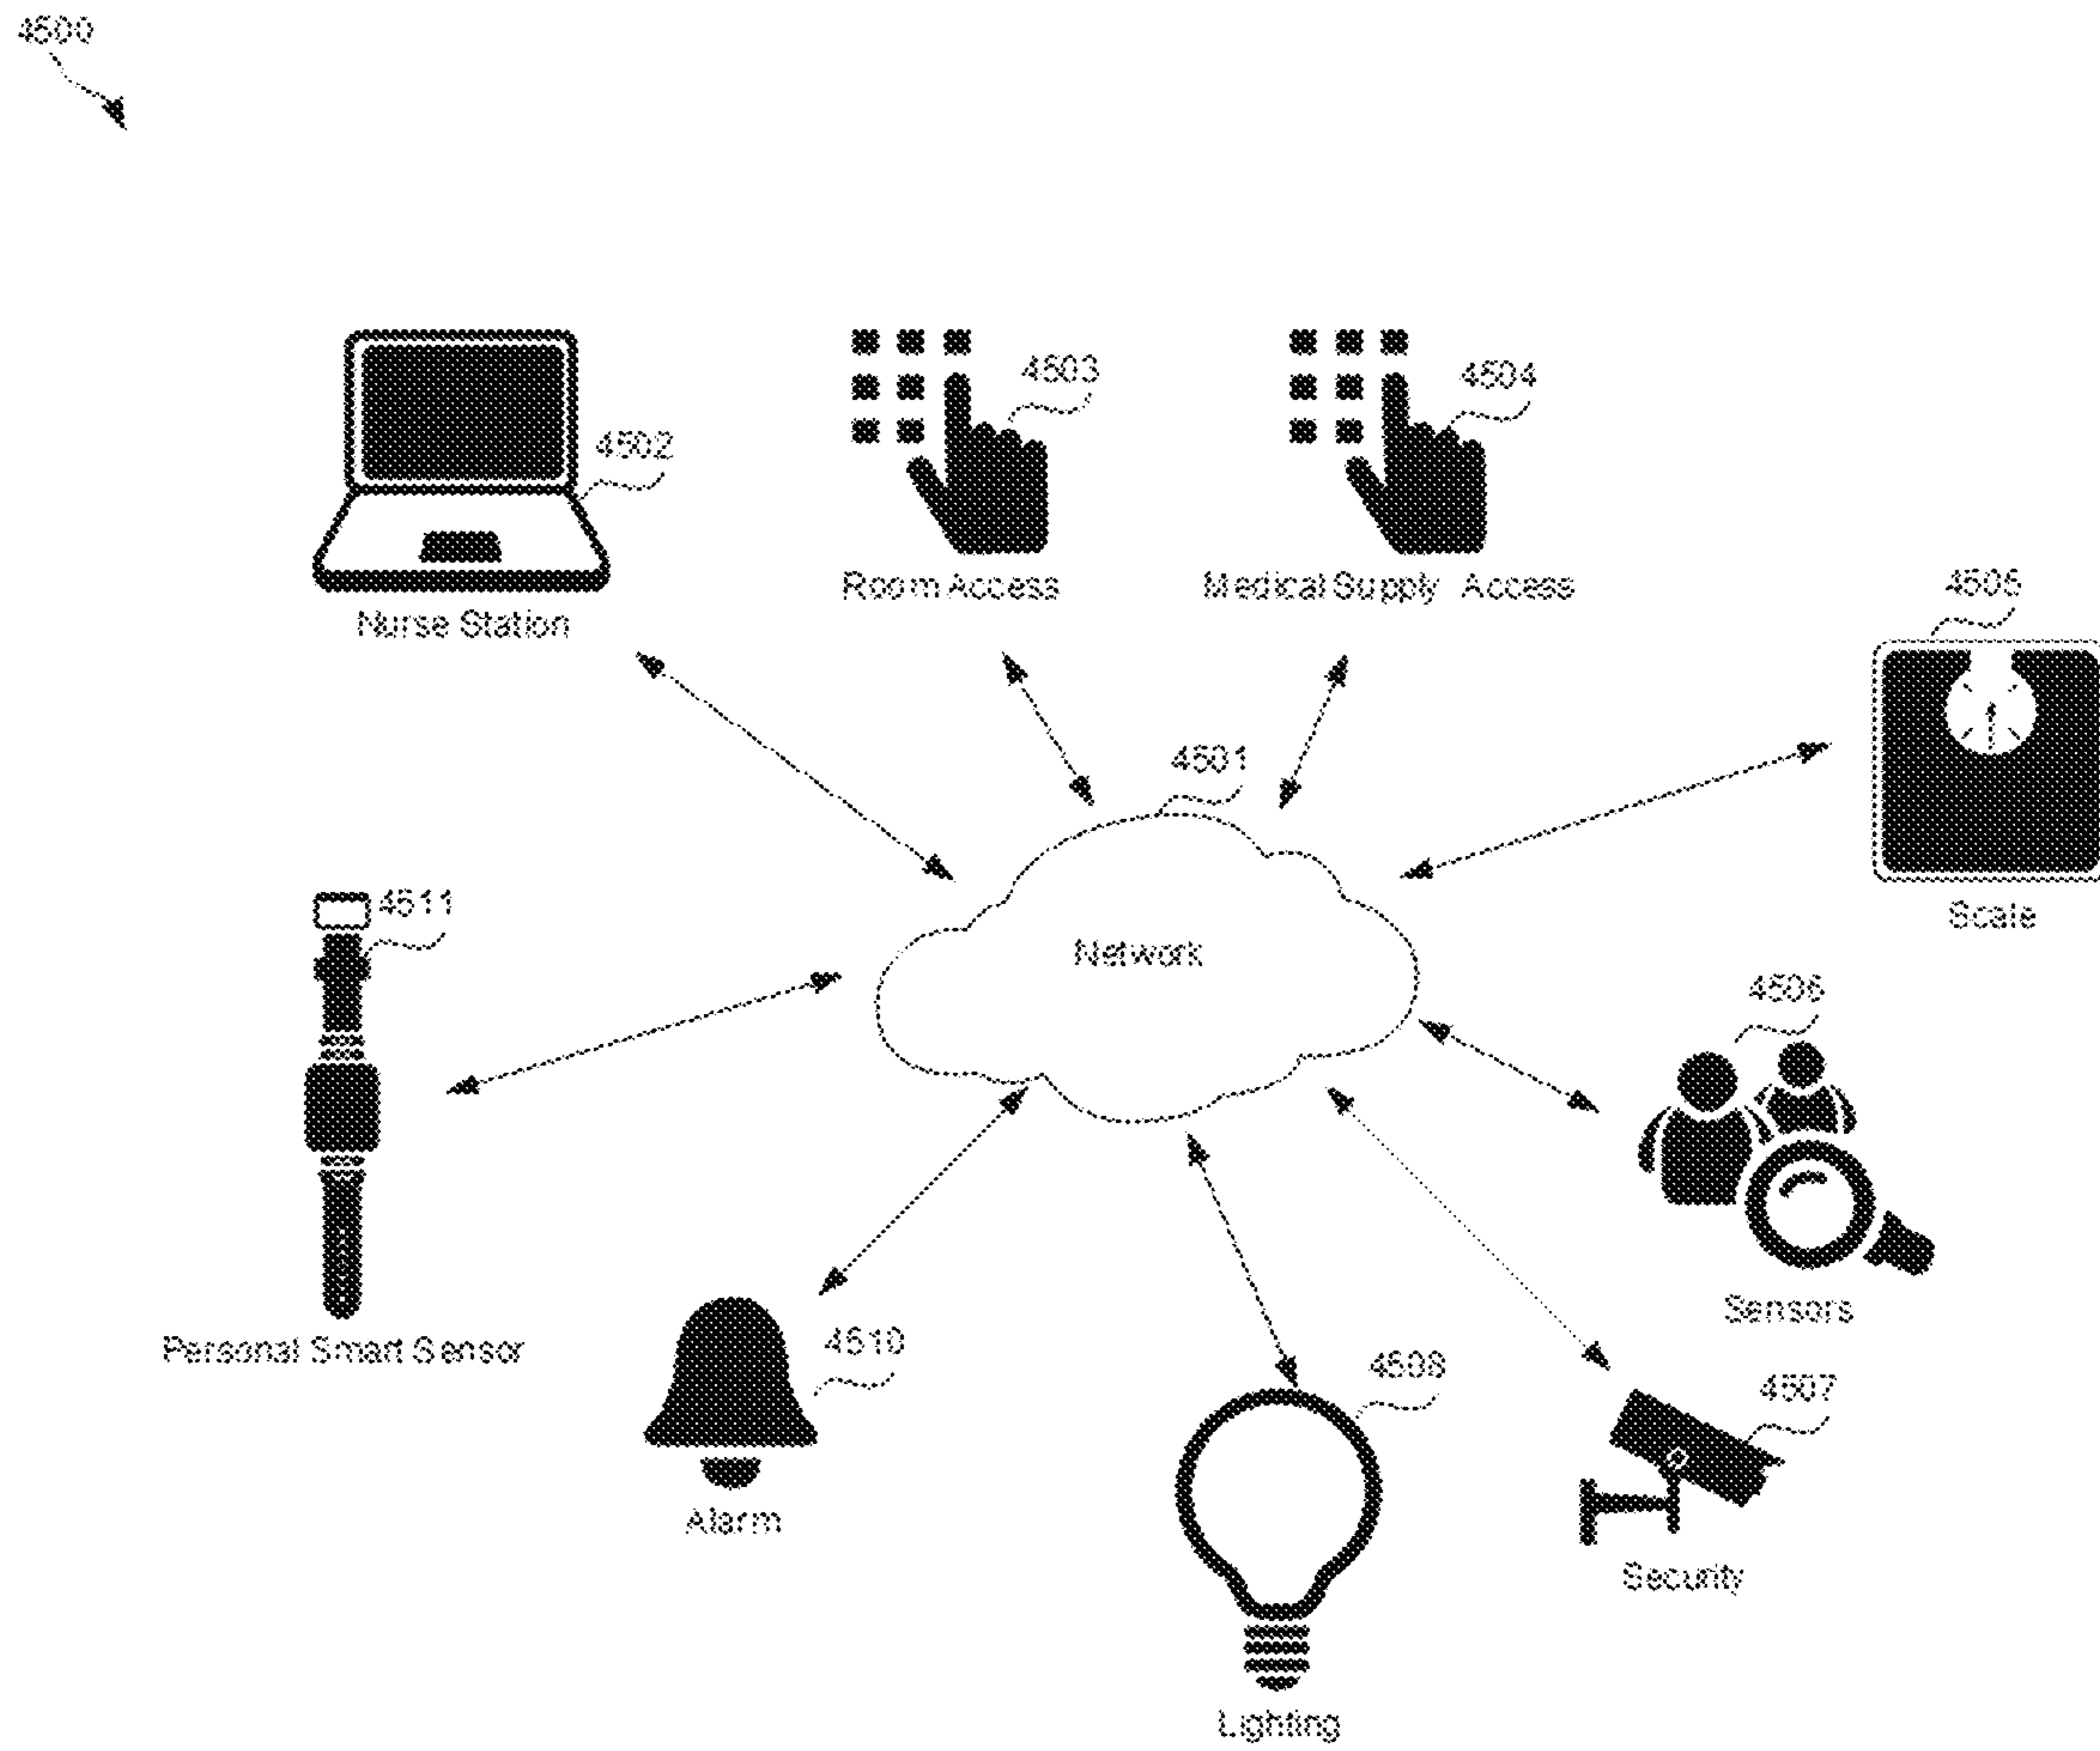 4500
4503
4504
4502
Room Access
Medical Supply Access
4505
Nurse Station
4501
4511
Scale
Network
4506
Sensors
Personal Smart Sensor
4510
4508
4507
Alarm
Security
Lighting